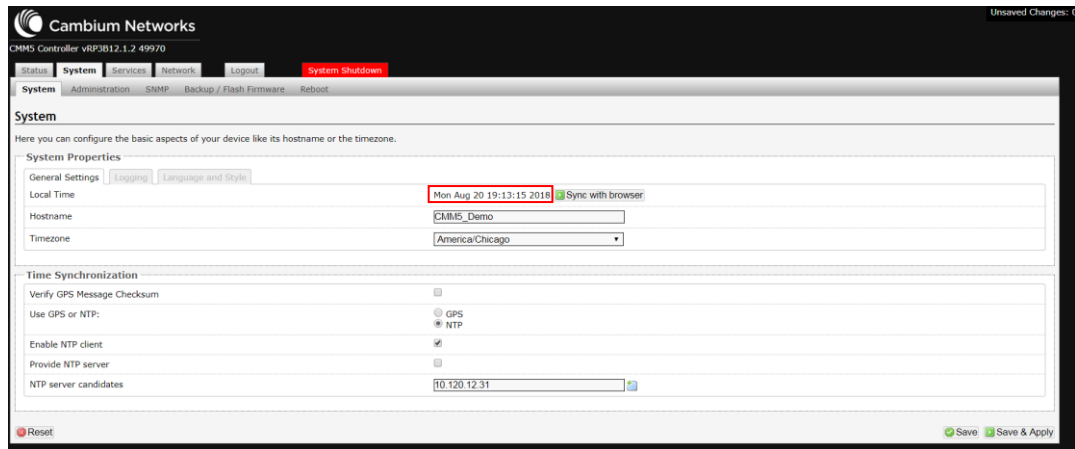 Unsaved Changes: 0
Cambium Networks
CMM5 Controller vRP3B12.1.2 49970
Status System Services Network Logout System Shutdown
System Administration SNMP Backup / Flash Firmware Reboot
System
Here you can configure the basic aspects of your device like its hostname or the timezone.
System Properties
General Settings Logging Language and Style
Local Time Mon Aug 20 19:13:15 2018 Sync with browser
Hostname CMM5_Demo
Timezone America/Chicago
Time Synchronization
Verify GPS Message Checksum
Use GPS or NTP: GPS
NTP
Enable NTP client
Provide NTP server
NTP server candidates 10.120.12.31
Reset Save Save & Apply